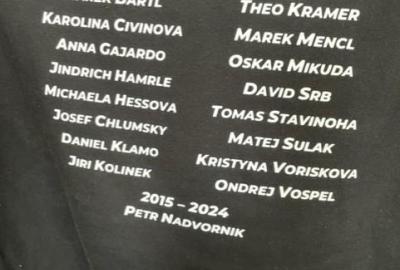 BARTL
KAROLINA CIVINOVA
ANNA GAJARDO
JINDRICH HAMRLE
MICHAELA HESSOVA
JOSEF CHLUMSKY
DANIEL KLAMO
JIRI KOLINEK
THEO KRAMER
MAREK MENCL
OSKAR MIKUDA
DAVID SRB
TOMAS STAVINOHA
MATEJ SULAK
KRISTYNA VORISKOVA
ONDREJ VOSPEL
2015 – 2024
PETR NADVORNIK